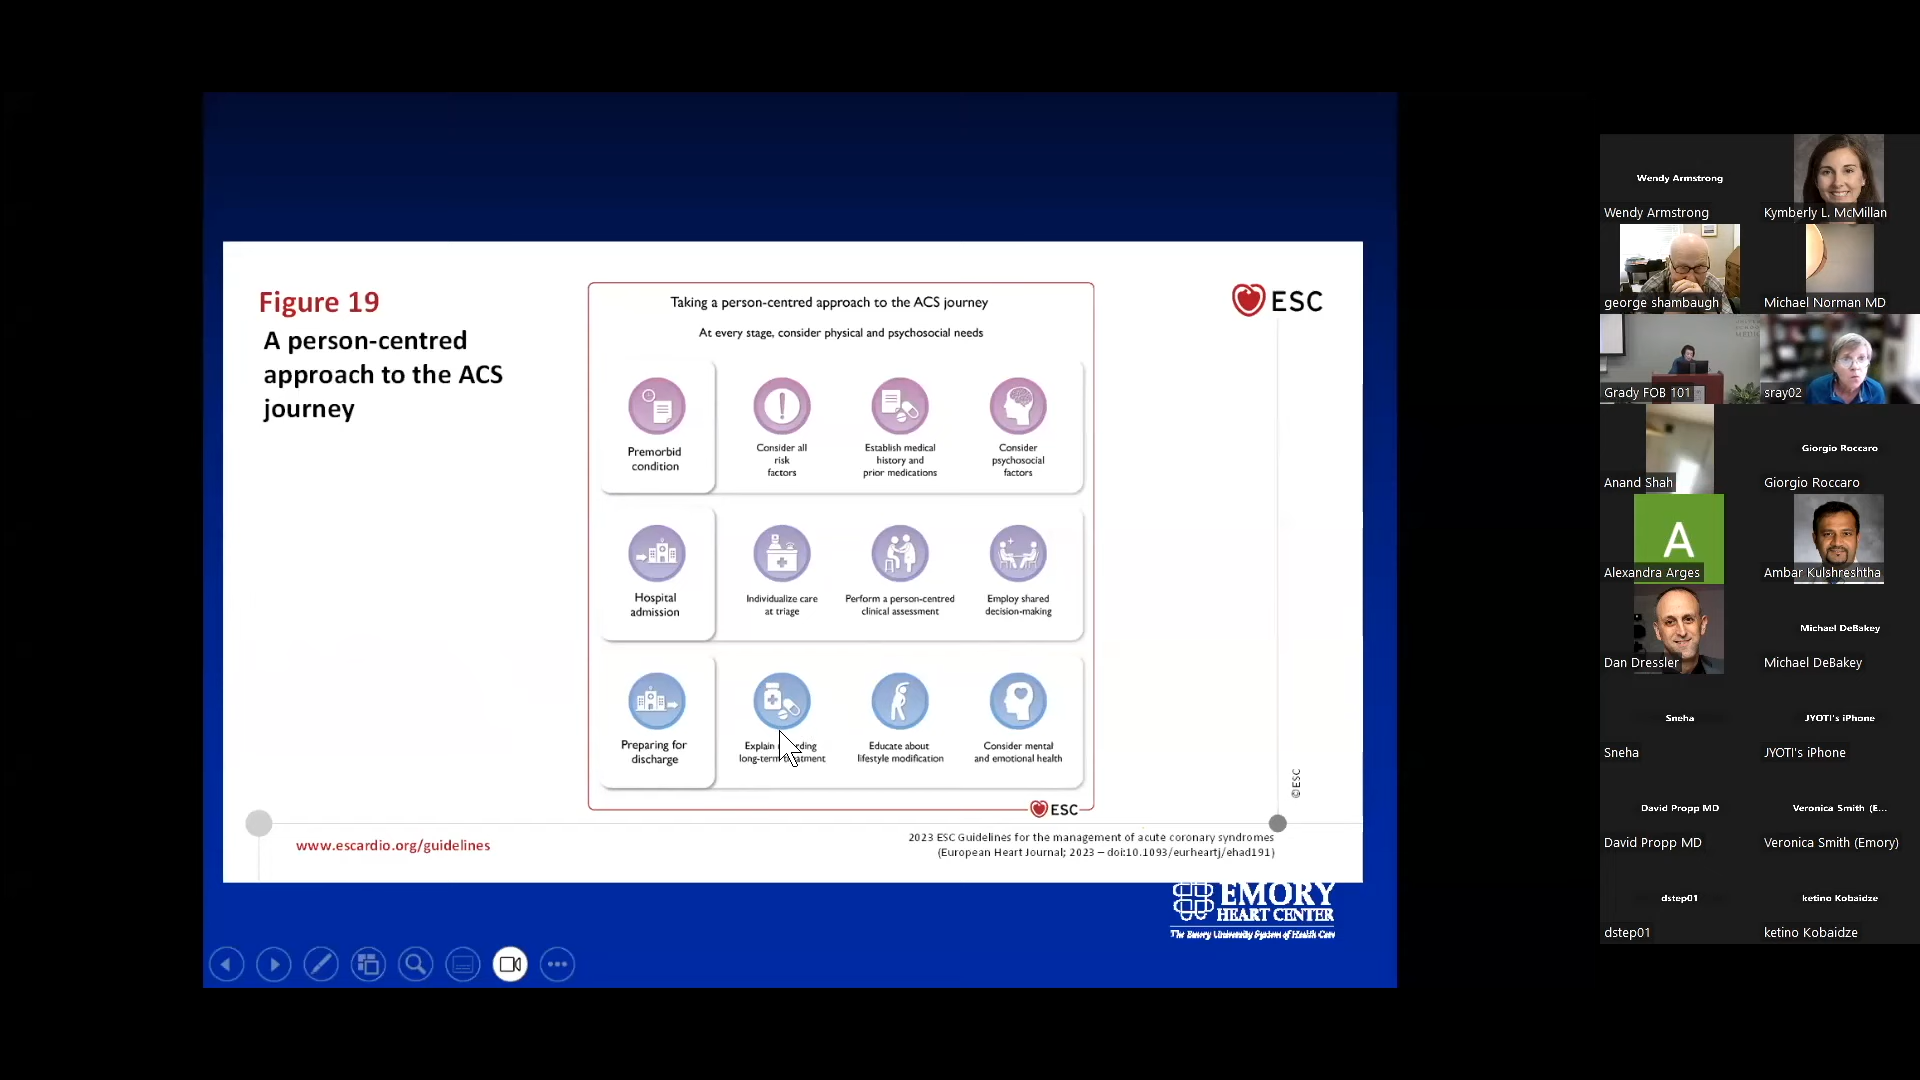 Figure 19
A person-centred
approach to the ACS
journey
Taking a person-centred approach to the ACS journey
At every stage, consider physical and psychosocial needs
Premorbid
condition
Consider all
risk
factors
Establish medical
history and
prior medications
Consider
psychosocial
factors
Hospital
admission
Individualize care
at triage
Perform a person-centred
clinical assessment
Employ shared
decision-making
Preparing for
discharge
Explain
long-term
Educate about
lifestyle modification
Consider mental
and emotional health
ESC
ESC
© ESC
www.escardio.org/guidelines
2023 ESC Guidelines for the management of acute coronary syndromes
(European Heart Journal; 2023 – doi:10.1093/eurheartj/ehad191)
EMORY
HEART CENTER
The Emory University System of Health Care
Wendy Armstrong
Wendy Armstrong
Kymberly L. McMillan
george shambaugh
Michael Norman MD
Grady FOB 101
sray02
Anand Shah
Giorgio Roccaro
Giorgio Roccaro
A
Alexandra Arges
Ambar Kulshreshtha
Dan Dressler
Michael DeBakey
Michael DeBakey
Sneha
Sneha
JYOTI's iPhone
JYOTI's iPhone
David Propp MD
David Propp MD
Veronica Smith (E...
Veronica Smith (Emory)
dstep01
dstep01
ketino Kobaidze
ketino Kobaidze